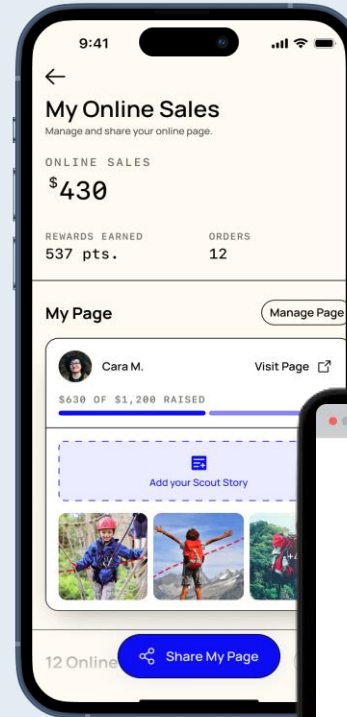 9:41
My Online Sales
Manage and share your online page.
ONLINE SALES
$430
REWARDS EARNED ORDERS
537 pts. 12
My Page Manage Page
Cara M. Visit Page
$630 OF $1,200 RAISED
Add your Scout Story
12 Online
Share My Page